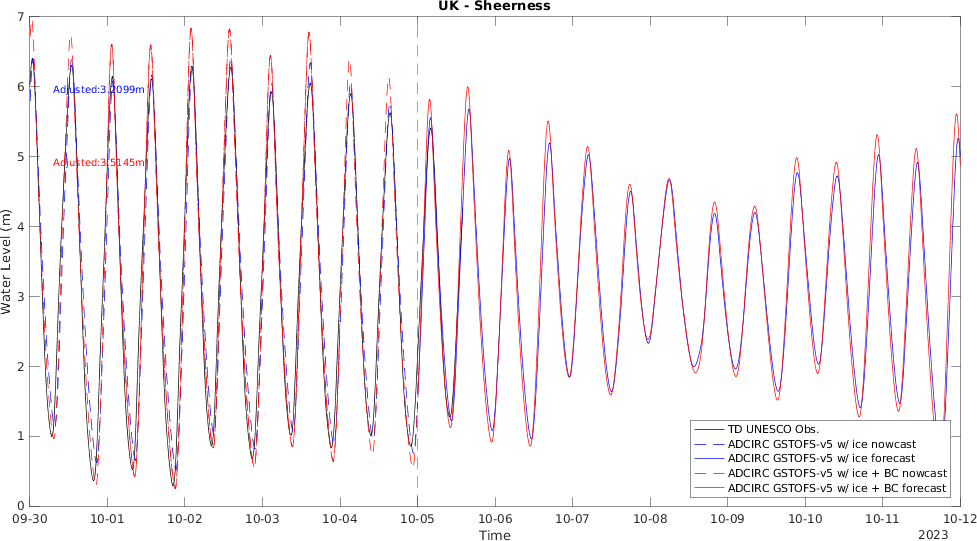 UK - Sheerness
7
6
5
4
3
2
1
0
Water Level (m)
Adjusted:3.2099m
Adjusted:3.5145m
TD UNESCO Obs.
ADCIRC GSTOFS-v5 w/ ice nowcast
ADCIRC GSTOFS-v5 w/ ice forecast
ADCIRC GSTOFS-v5 w/ ice + BC nowcast
ADCIRC GSTOFS-v5 w/ ice + BC forecast
09-30 10-01 10-02 10-03 10-04 10-05 10-06 10-07 10-08 10-09 10-10 10-11 10-12
Time
2023